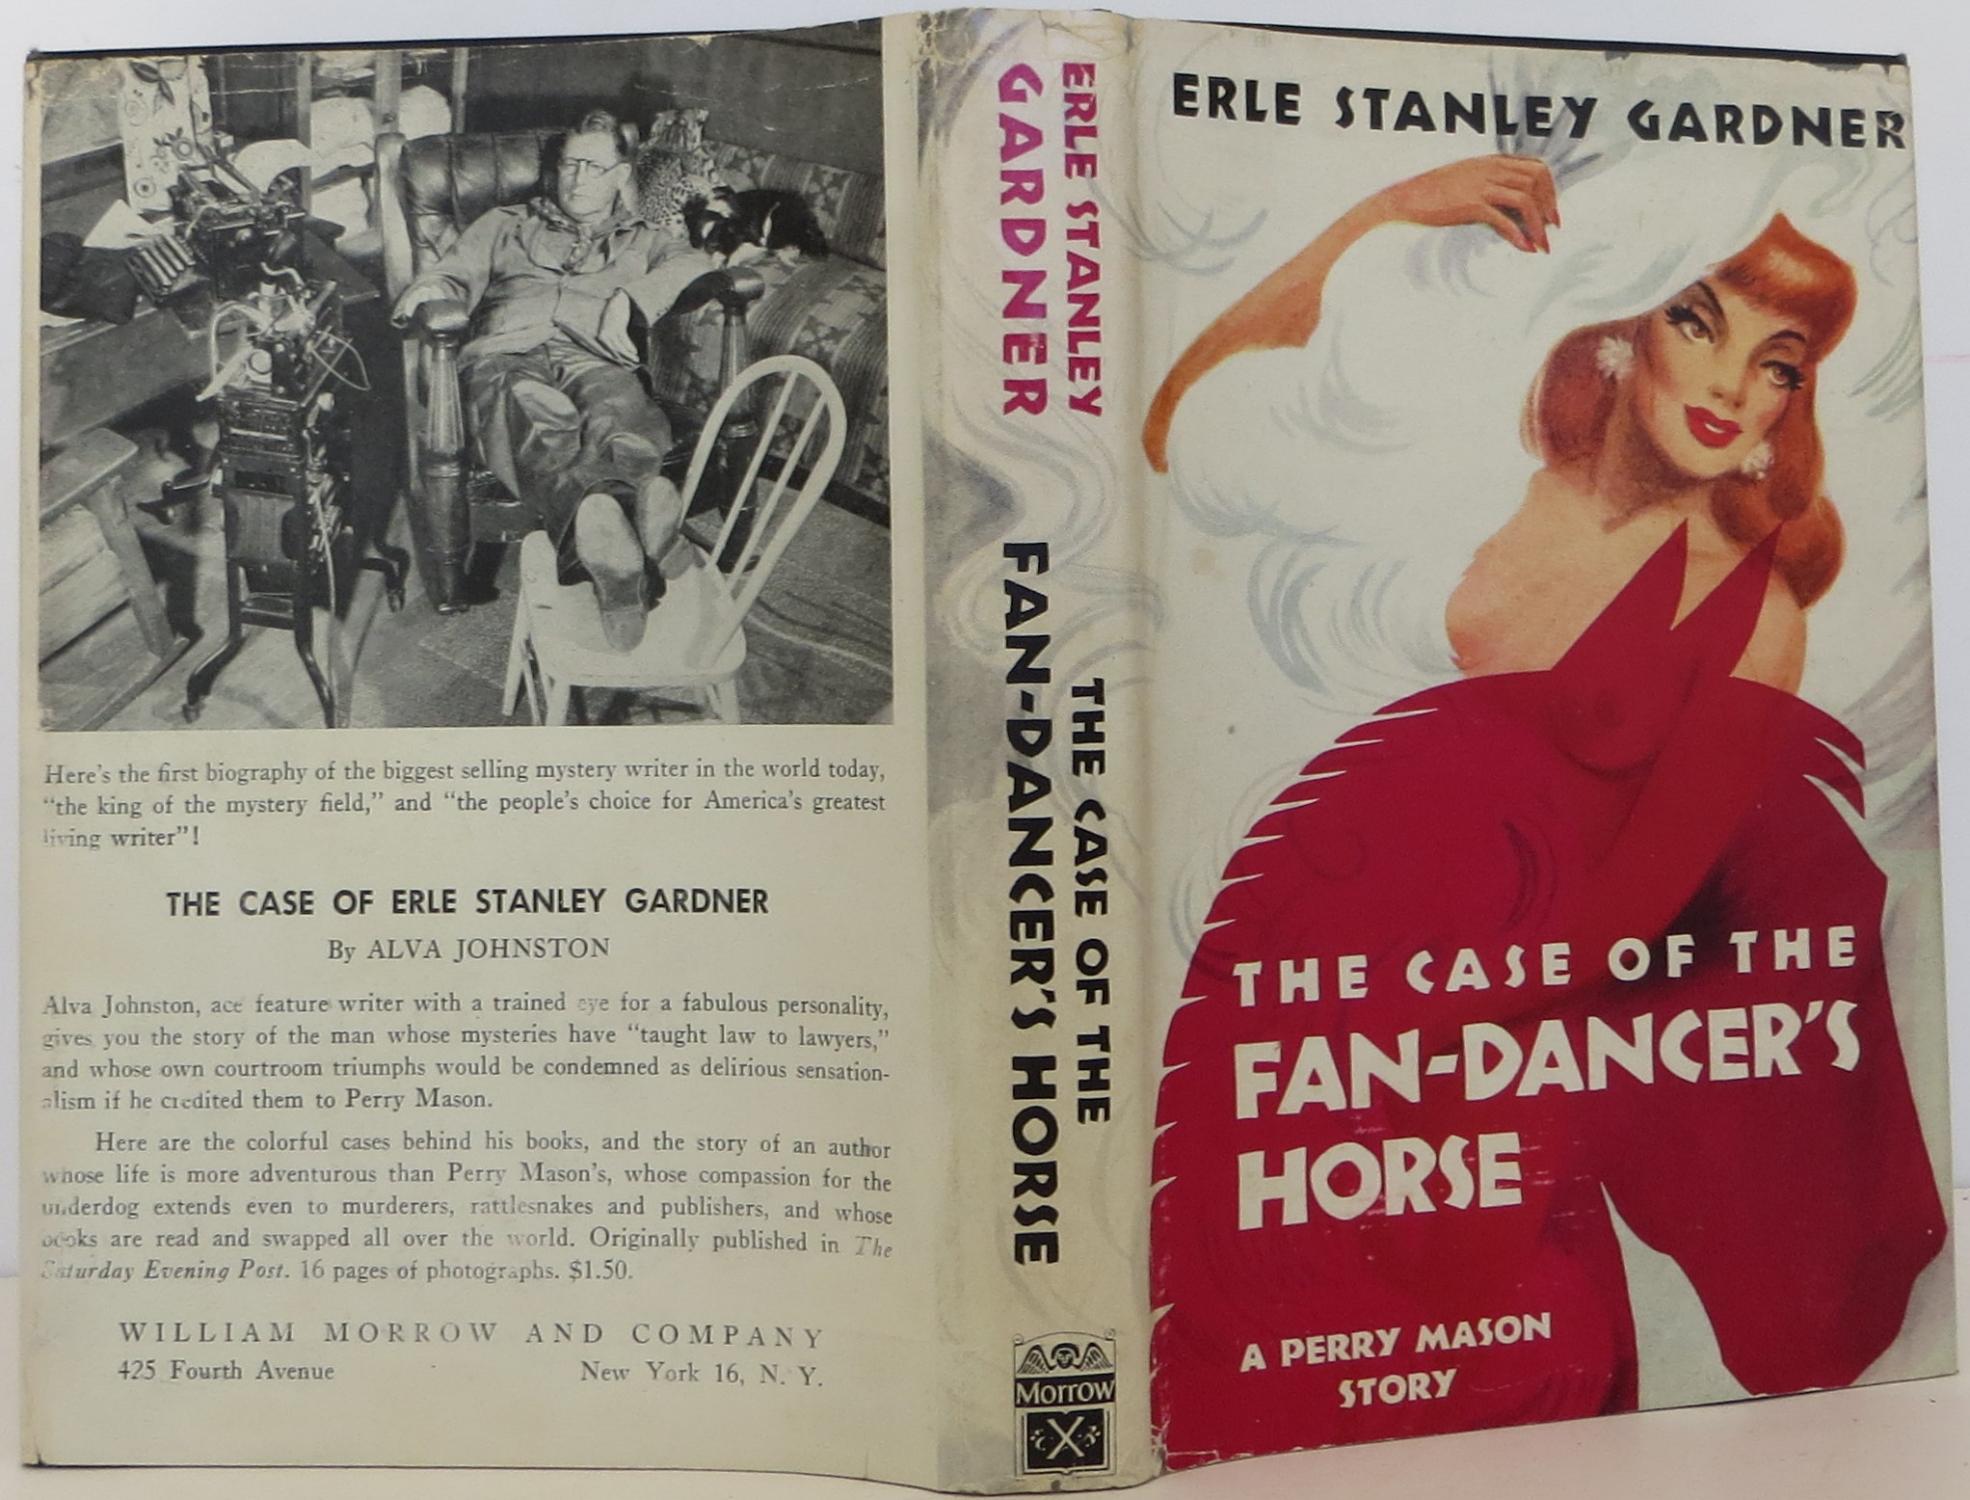 Here's the first biography of the biggest selling mystery writer in the world today,
"the king of the mystery field," and "the people's choice for America's greatest
living writer"!
THE CASE OF ERLE STANLEY GARDNER
By ALVA JOHNSTON
Alva Johnston, ace feature writer with a trained eye for a fabulous personality,
gives you the story of the man whose mysteries have "taught law to lawyers,"
and whose own courtroom triumphs would be condemned as delirious sensation-
alism if he credited them to Perry Mason.
Here are the colorful cases behind his books, and the story of an author
whose life is more adventurous than Perry Mason's, whose compassion for the
underdog extends even to murderers, rattlesnakes and publishers, and whose
books are read and swapped all over the world. Originally published in The
Saturday Evening Post. 16 pages of photographs. $1.50.
WILLIAM MORROW AND COMPANY
425 Fourth Avenue New York 16, N. Y.
ERLE STANLEY
GARDNER
THE CASE OF THE
FAN-DANCER'S HORSE
MORROW
X
ERLE STANLEY GARDNER
THE CASE OF THE
FAN-DANCER'S
HORSE
A PERRY MASON
STORY